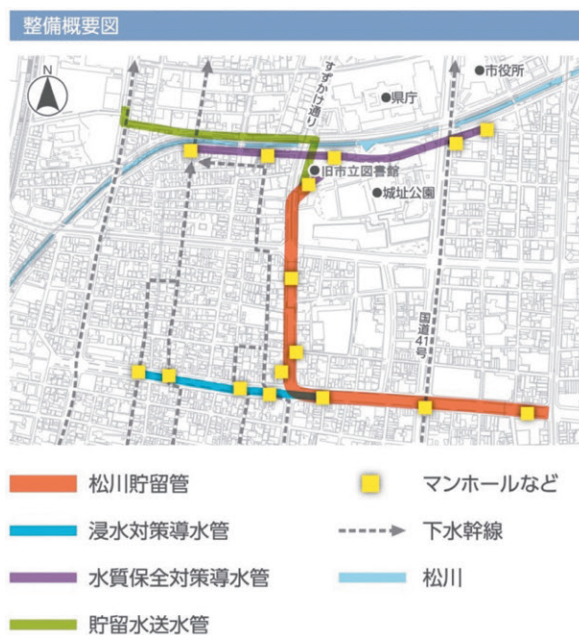 整備概要図
N
すずかけ通り
●県庁
●市役所
●旧市立図書館
●城址公園
国道41号
松川貯留管
マンホールなど
浸水対策導水管
下水幹線
水質保全対策導水管
松川
貯留水送水管